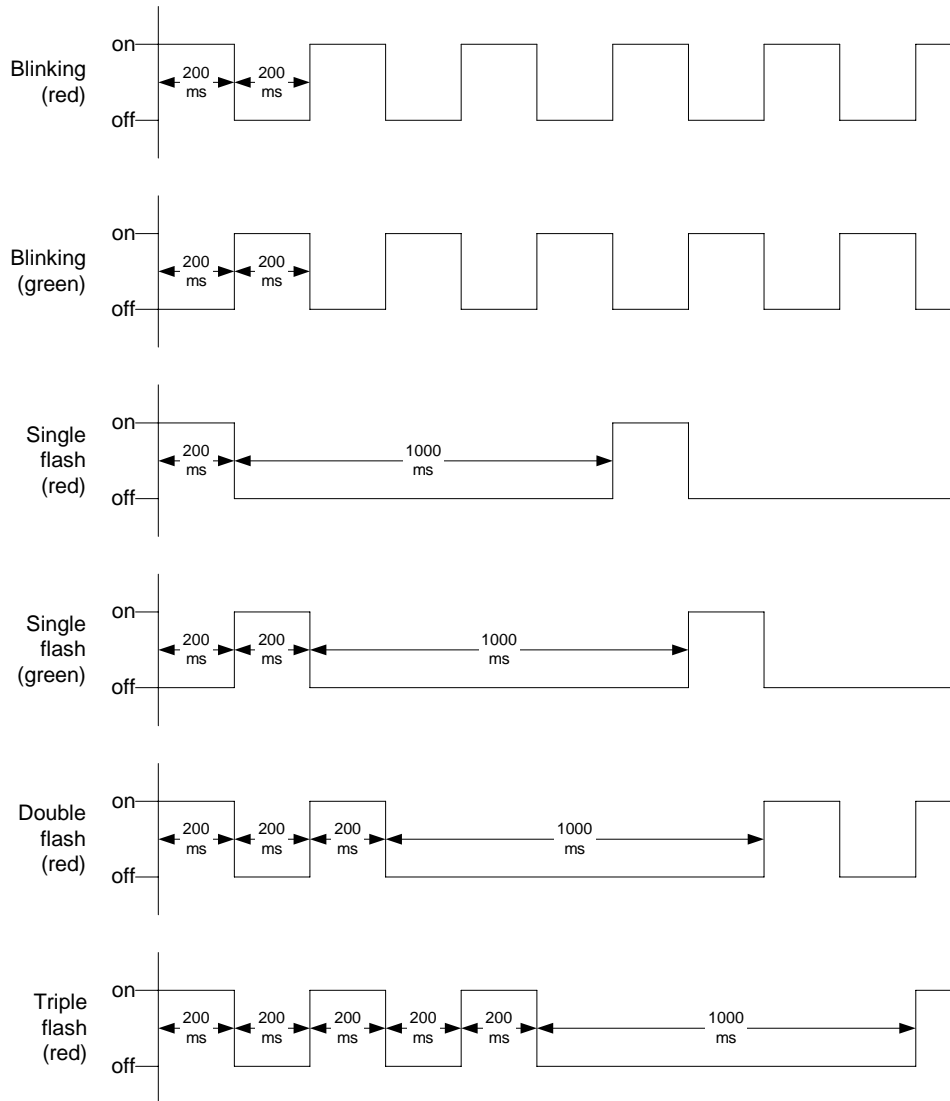 on
Blinking
(red)
200
ms
200
ms
off
on
Blinking
(green)
200
ms
200
ms
off
on
Single
flash
(red)
200
ms
1000
ms
off
on
Single
flash
(green)
200
ms
200
ms
1000
ms
off
on
Double
flash
(red)
200
ms
200
ms
200
ms
1000
ms
off
on
Triple
flash
(red)
200
ms
200
ms
200
ms
200
ms
200
ms
1000
ms
off